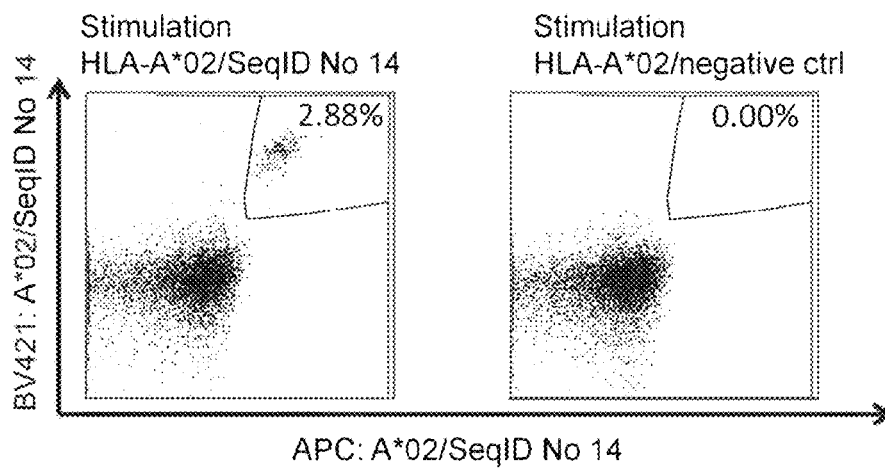 Stimulation
HLA-A*02/SeqID No 14
Stimulation
HLA-A*02/negative ctrl
BV421: A*02/SeqID No 14
2.88%
0.00%
APC: A*02/SeqID No 14